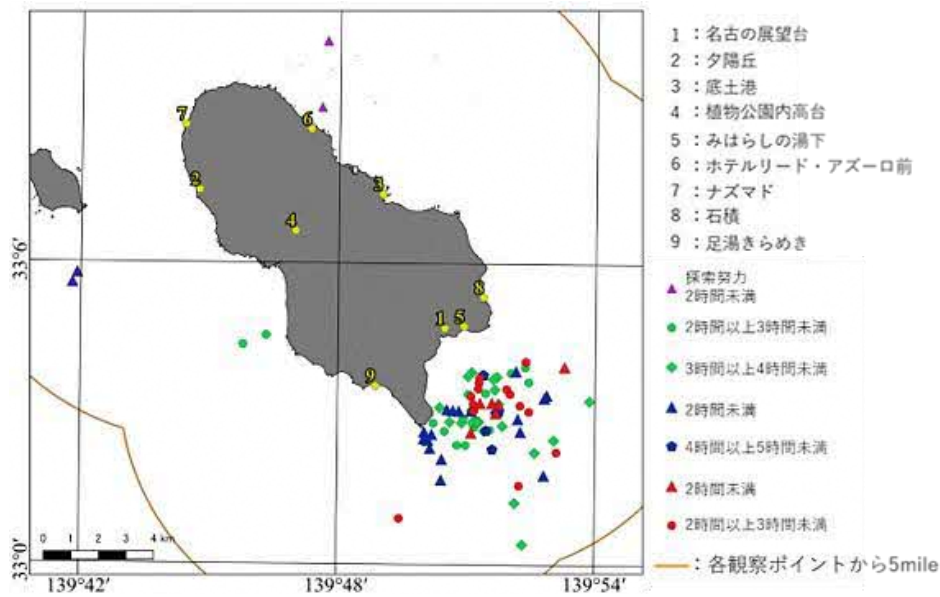 7
6
2
3
4
8
1
5
9
33°6′
33°0′
0 1 2 3 4 km
139°42′
139°48′
139°54′
1 ：名古の展望台
2 ：夕陽丘
3 ：底土港
4 ：植物公園内高台
5 ：みはらしの湯下
6 ：ホテルリード・アズーロ前
7 ：ナズマド
8 ：石積
9 ：足湯きらめき
探索努力
2時間未満
2時間以上3時間未満
3時間以上4時間未満
2時間未満
4時間以上5時間未満
2時間未満
2時間以上3時間未満
：各観察ポイントから5mile